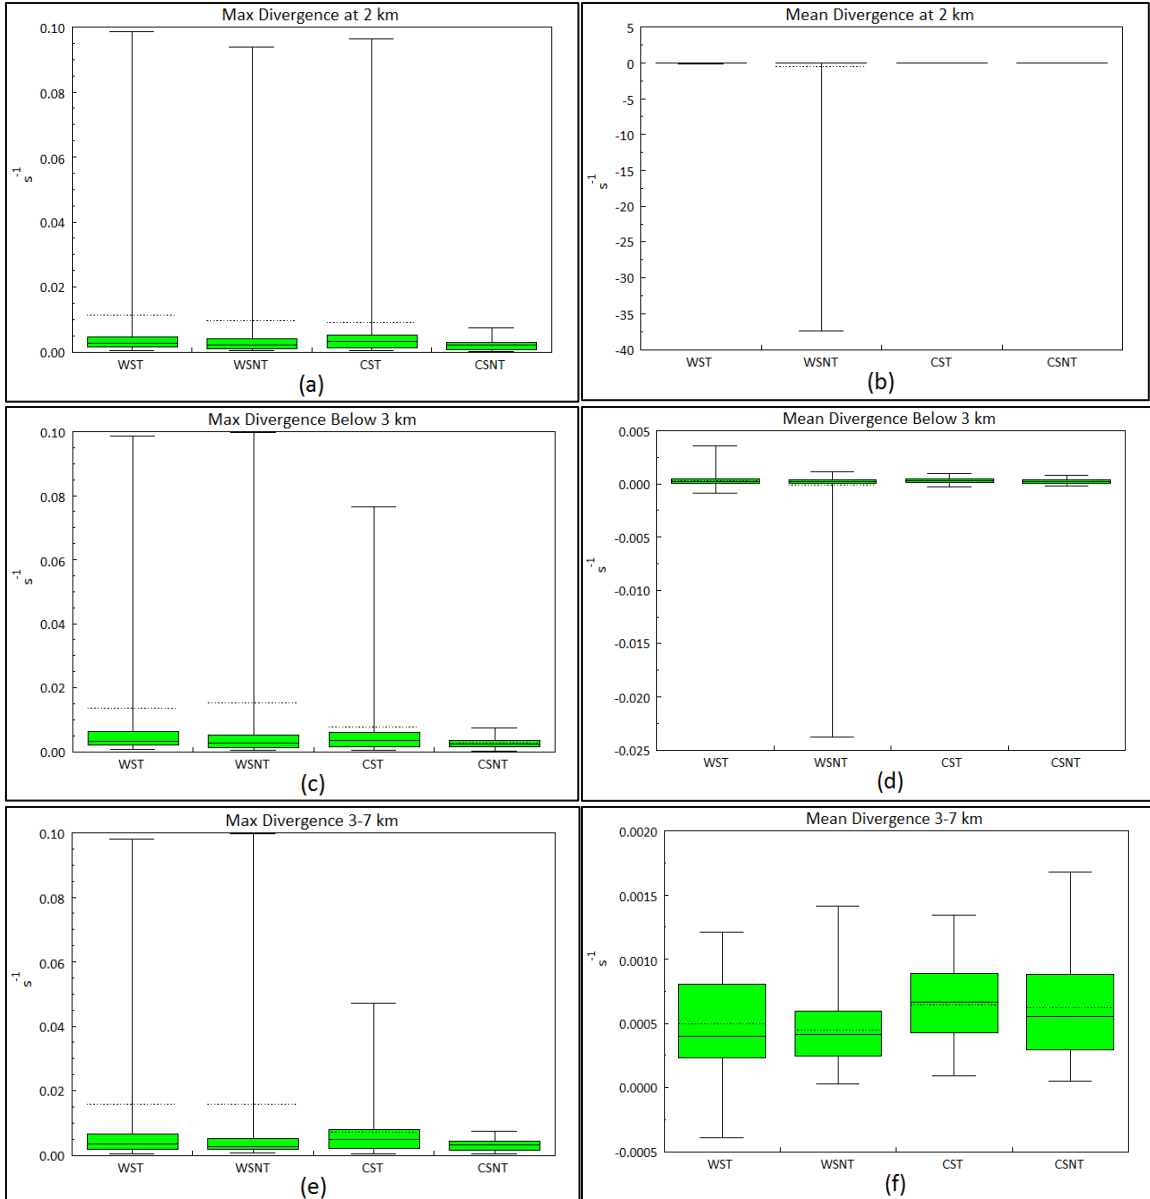 Max Divergence at 2 km
0.10
0.08
0.06
0.04
0.02
0.00
s⁻¹
WST WSNT CST CSNT
(a)
Mean Divergence at 2 km
5
0
-5
-10
-15
-20
-25
-30
-35
-40
s⁻¹
WST WSNT CST CSNT
(b)
Max Divergence Below 3 km
0.10
0.08
0.06
0.04
0.02
0.00
s⁻¹
WST WSNT CST CSNT
(c)
Mean Divergence Below 3 km
0.005
0.000
-0.005
-0.010
-0.015
-0.020
-0.025
s⁻¹
WST WSNT CST CSNT
(d)
Max Divergence 3-7 km
0.10
0.08
0.06
0.04
0.02
0.00
s⁻¹
WST WSNT CST CSNT
(e)
Mean Divergence 3-7 km
0.0020
0.0015
0.0010
0.0005
0.0000
-0.0005
s⁻¹
WST WSNT CST CSNT
(f)